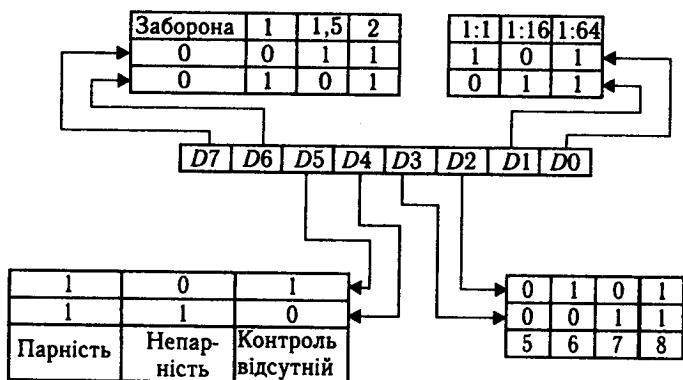 Заборона 1 1,5 2
0 0 1 1
0 1 0 1
1:1 1:16 1:64
1 0 1
0 1 1
D7 D6 D5 D4 D3 D2 D1 D0
1 0 1
1 1 0
Парність Непар- Контроль
ність відсутній
0 1 0 1
0 0 1 1
5 6 7 8